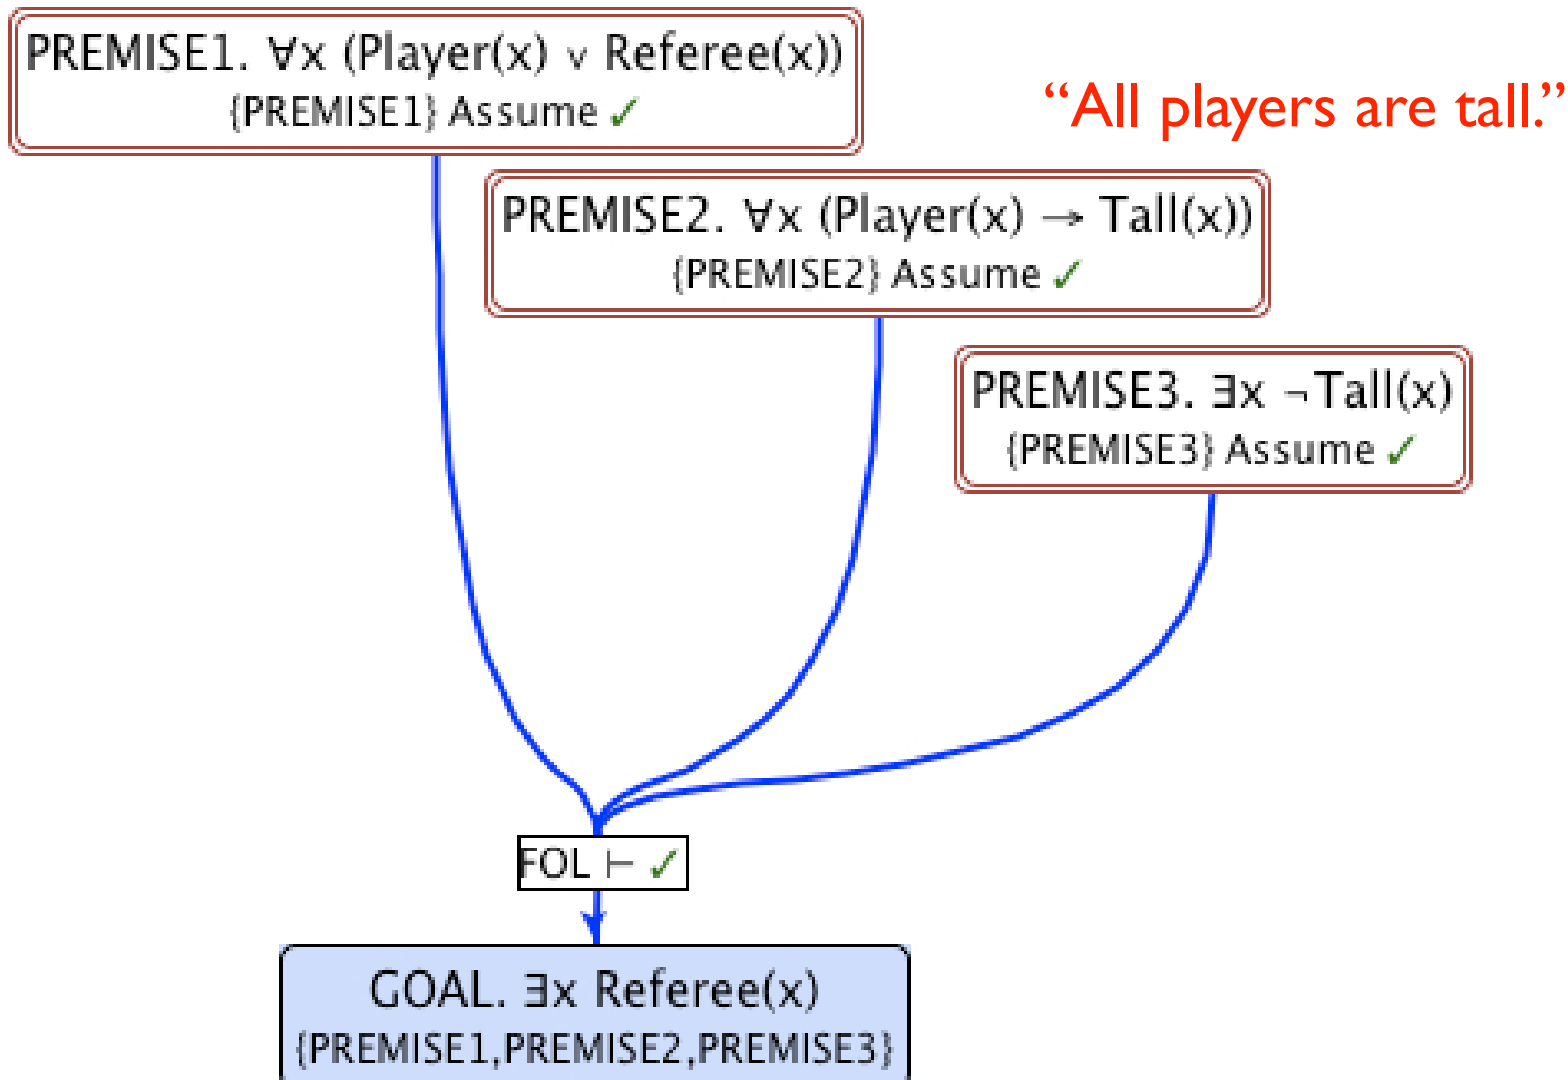 PREMISE1. ∀x (Player(x) ∨ Referee(x))
{PREMISE1} Assume ✓
“All players are tall.”
PREMISE2. ∀x (Player(x) → Tall(x))
{PREMISE2} Assume ✓
PREMISE3. ∃x ¬Tall(x)
{PREMISE3} Assume ✓
FOL ⊢ ✓
GOAL. ∃x Referee(x)
{PREMISE1,PREMISE2,PREMISE3}